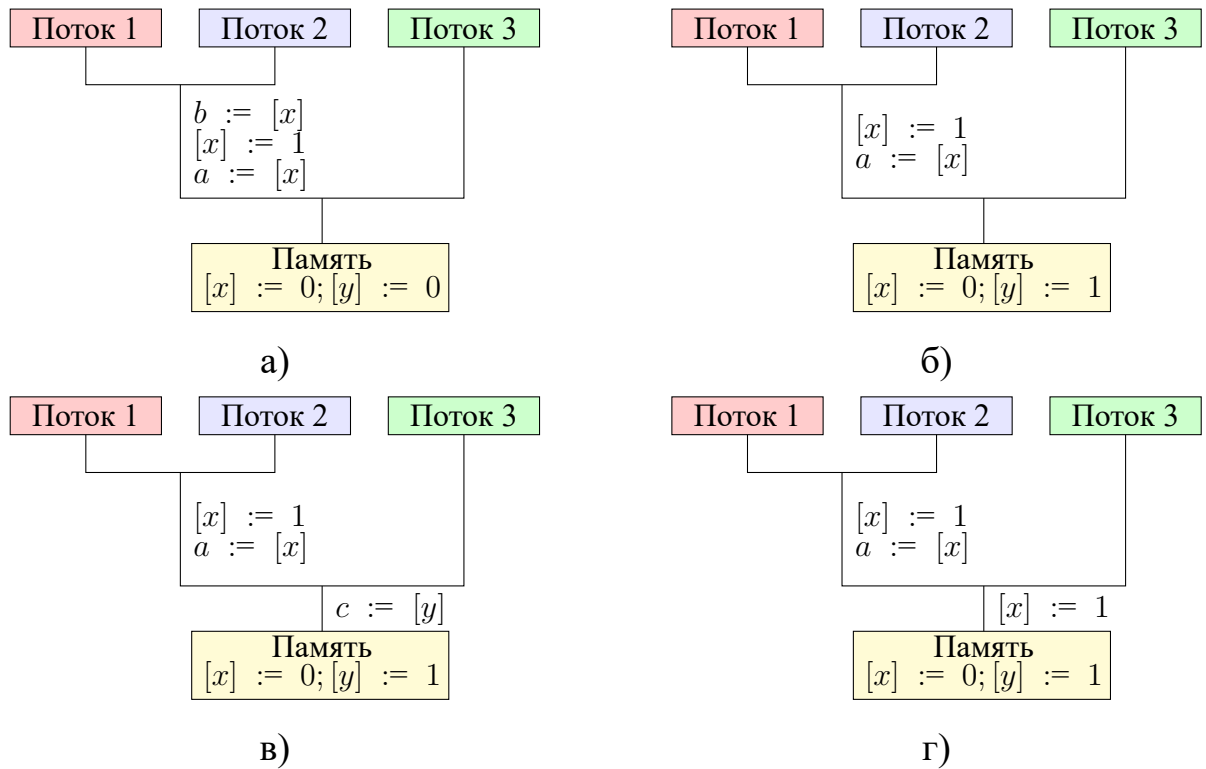 Поток 1 Поток 2 Поток 3
b := [x]
[x] := 1
a := [x]
Память
[x] := 0; [y] := 0
а)
Поток 1 Поток 2 Поток 3
[x] := 1
a := [x]
Память
[x] := 0; [y] := 1
б)
Поток 1 Поток 2 Поток 3
[x] := 1
a := [x]
c := [y]
Память
[x] := 0; [y] := 1
в)
Поток 1 Поток 2 Поток 3
[x] := 1
a := [x]
[x] := 1
Память
[x] := 0; [y] := 1
г)